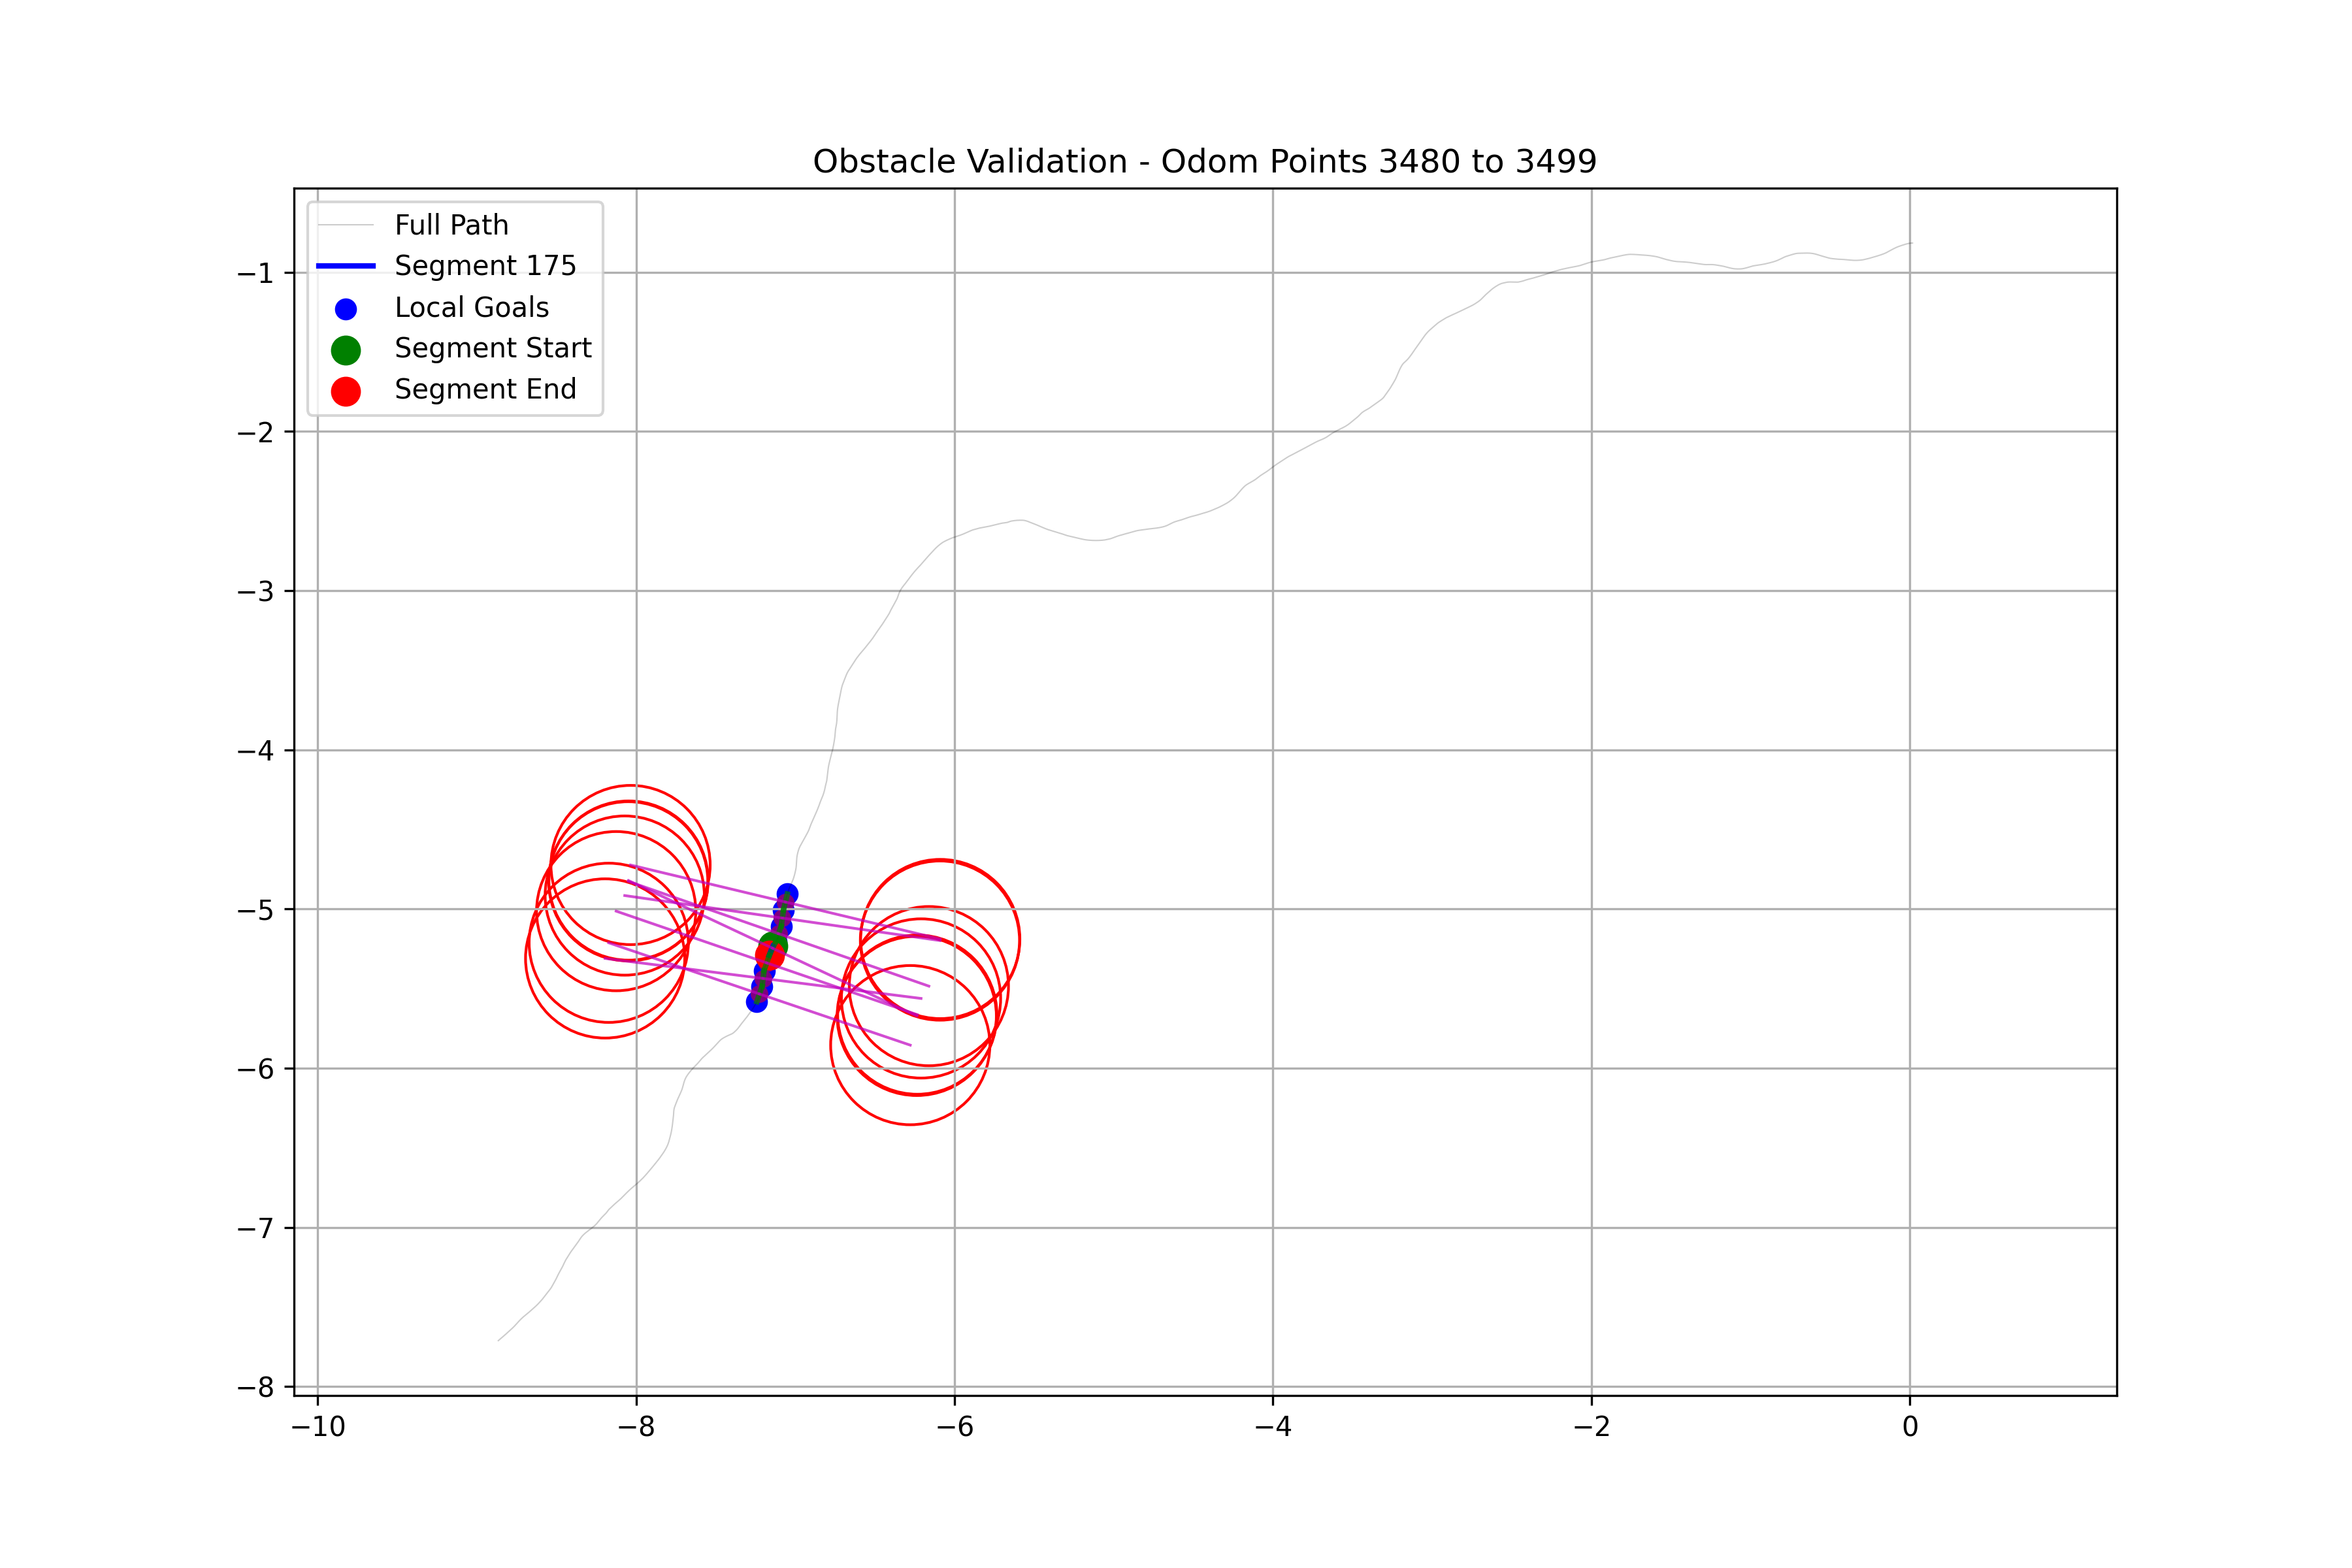 Obstacle Validation - Odom Points 3480 to 3499
Full Path
Segment 175
Local Goals
Segment Start
Segment End
−1
−2
−3
−4
−5
−6
−7
−8
−10
−8
−6
−4
−2
0